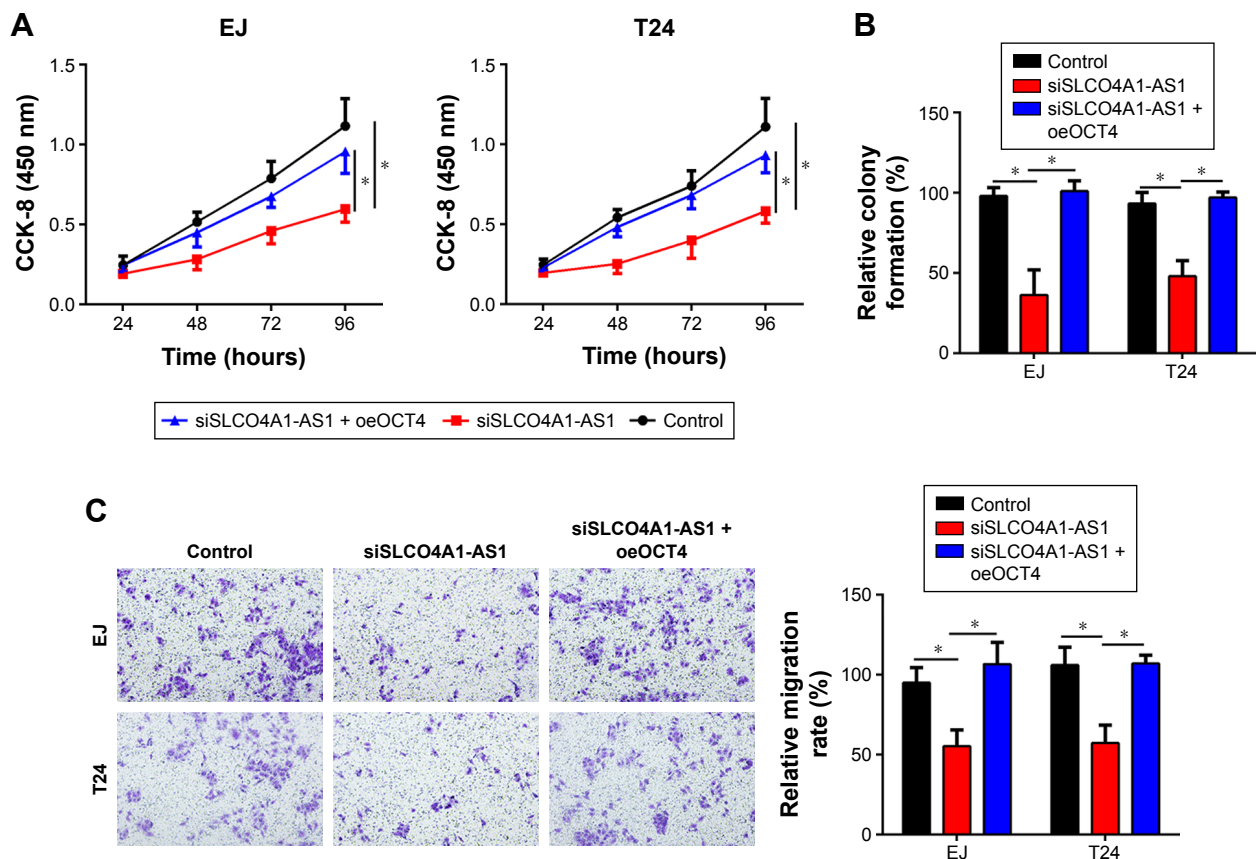 A
EJ
CCK-8 (450 nm)
1.5
1.0
0.5
0.0
24 48 72 96
Time (hours)
*
*
T24
CCK-8 (450 nm)
1.5
1.0
0.5
0.0
24 48 72 96
Time (hours)
*
*
siSLCO4A1-AS1 + oeOCT4 siSLCO4A1-AS1 Control
B
Control
siSLCO4A1-AS1
siSLCO4A1-AS1 +
oeOCT4
Relative colony
formation (%)
150
100
50
0
* * * *
EJ T24
C
Control siSLCO4A1-AS1 siSLCO4A1-AS1 +
oeOCT4
EJ
T24
Control
siSLCO4A1-AS1
siSLCO4A1-AS1 +
oeOCT4
Relative migration
rate (%)
150
100
50
0
* * * *
EJ T24